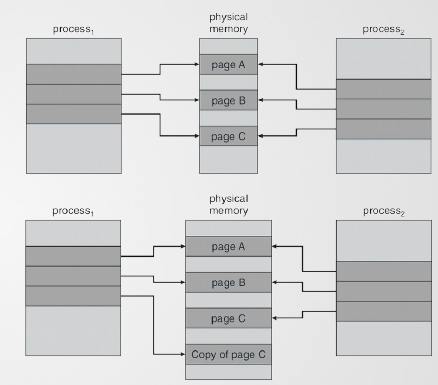 process₁
physical
memory
process₂
page A
page B
page C
process₁
physical
memory
process₂
page A
page B
page C
Copy of page C